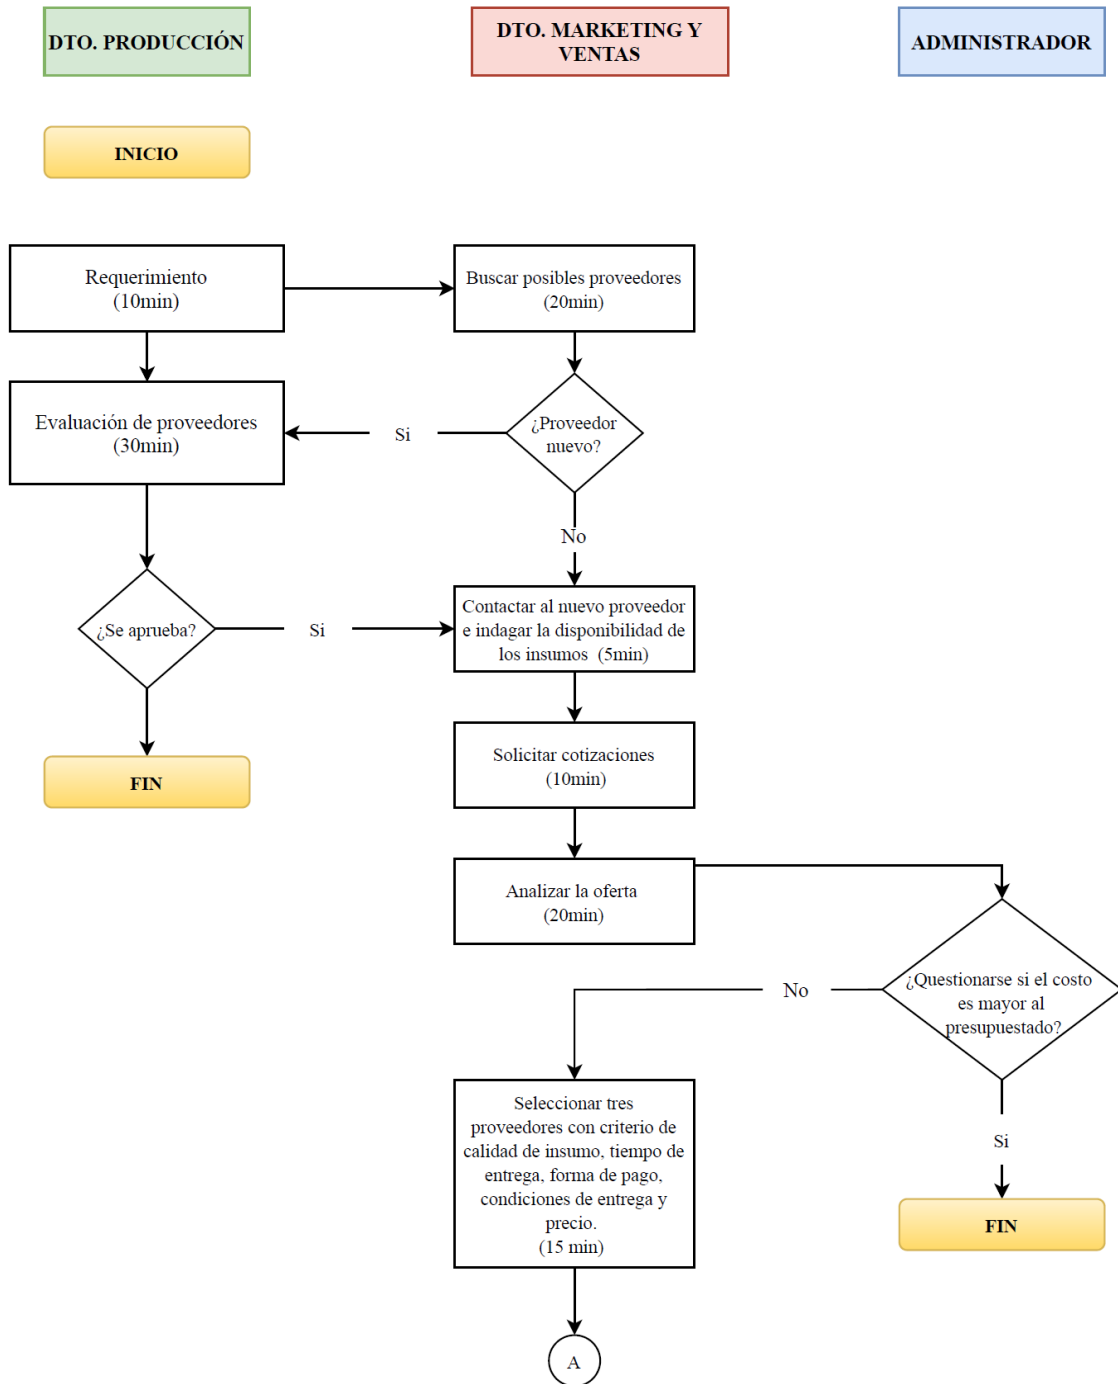 DTO. PRODUCCIÓN
DTO. MARKETING Y
VENTAS
ADMINISTRADOR
INICIO
Requerimiento
(10min)
Buscar posibles proveedores
(20min)
Evaluación de proveedores
(30min)
Si
¿Proveedor
nuevo?
No
¿Se aprueba?
Si
Contactar al nuevo proveedor
e indagar la disponibilidad de
los insumos (5min)
FIN
Solicitar cotizaciones
(10min)
Analizar la oferta
(20min)
¿Questionarse si el costo
es mayor al
presupuestado?
No
Si
Seleccionar tres
proveedores con criterio de
calidad de insumo, tiempo de
entrega, forma de pago,
condiciones de entrega y
precio.
(15 min)
FIN
A